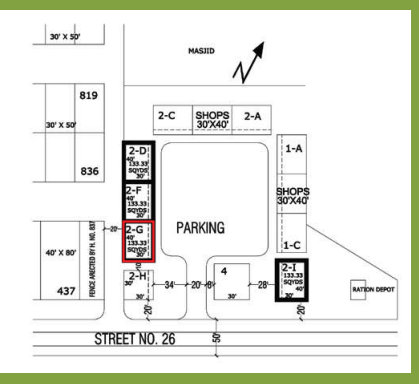 30' X 50'
MASJID
819
30' X 50'
836
2-C
SHOPS
30'X40'
2-A
1-A
SHOPS
30'X40'
1-C
2-D
40'
133.33
SQYDS
30'
2-F
40'
133.33
SQYDS
30'
2-G
40'
133.33
SQYDS
30'
20'
10'
PARKING
40' X 80'
437
FENCE ARECTED BY H. NO. 837
2-H
30'
30'
20'
34'
20'
6'
4
30'
28'
2-I
133.33
SQYDS
40'
30'
20'
RATION DEPOT
STREET NO. 26
50'